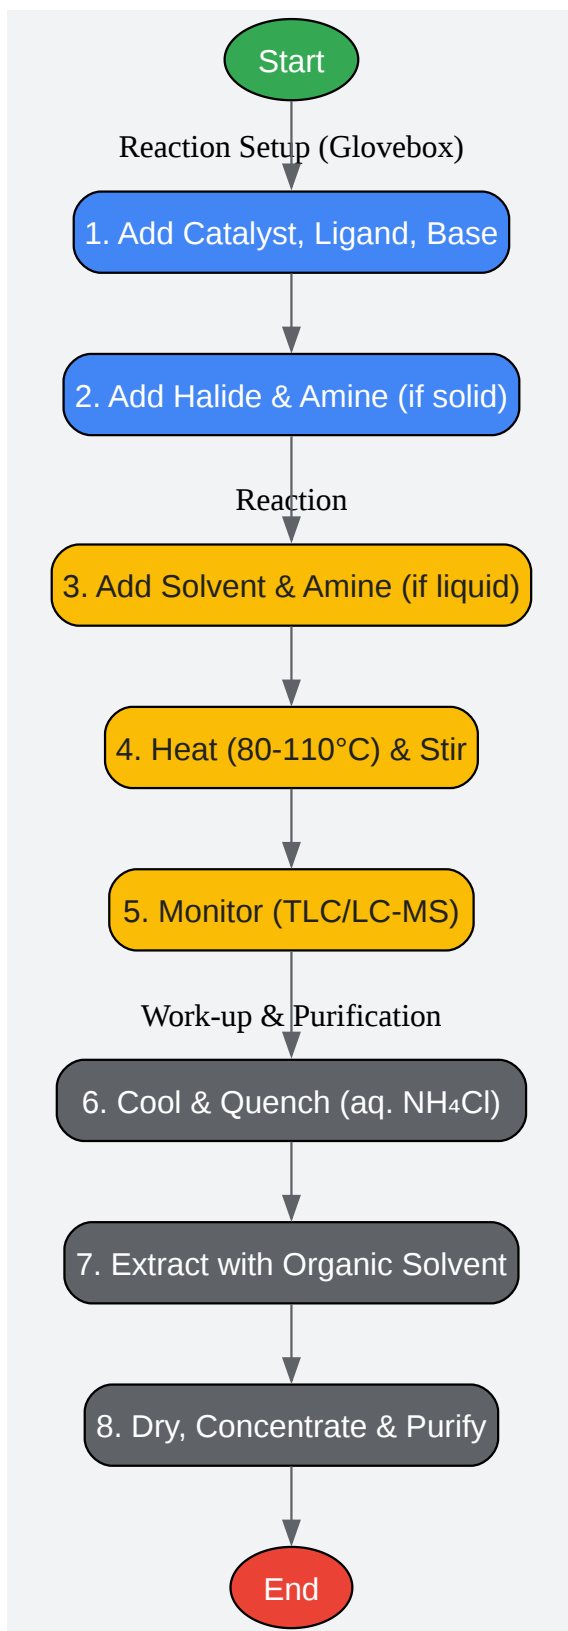 Start
Reaction Setup (Glovebox)
1. Add Catalyst, Ligand, Base
2. Add Halide & Amine (if solid)
Reaction
3. Add Solvent & Amine (if liquid)
4. Heat (80-110°C) & Stir
5. Monitor (TLC/LC-MS)
Work-up & Purification
6. Cool & Quench (aq. NH₄Cl)
7. Extract with Organic Solvent
8. Dry, Concentrate & Purify
End